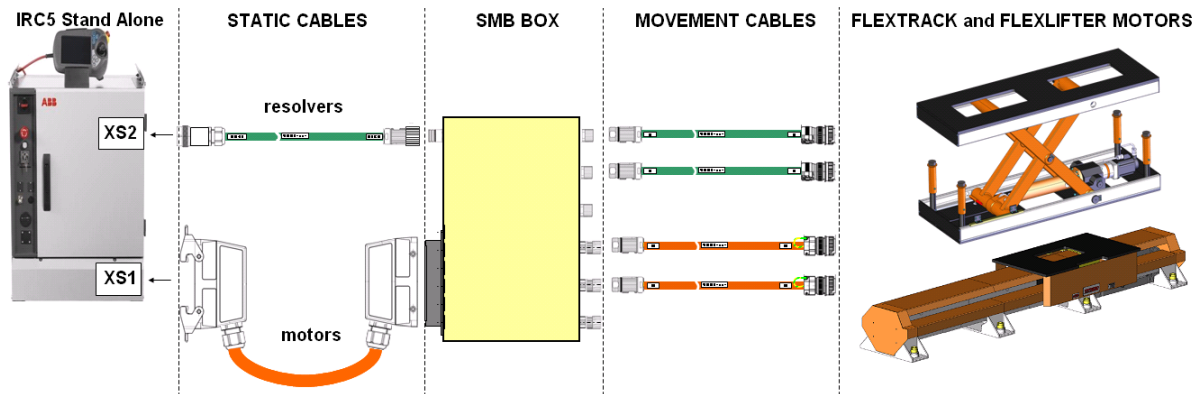 IRC5 Stand Alone
STATIC CABLES
SMB BOX
MOVEMENT CABLES
FLEXTRACK and FLEXLIFTER MOTORS
ABB
resolvers
XS2
XS1
motors